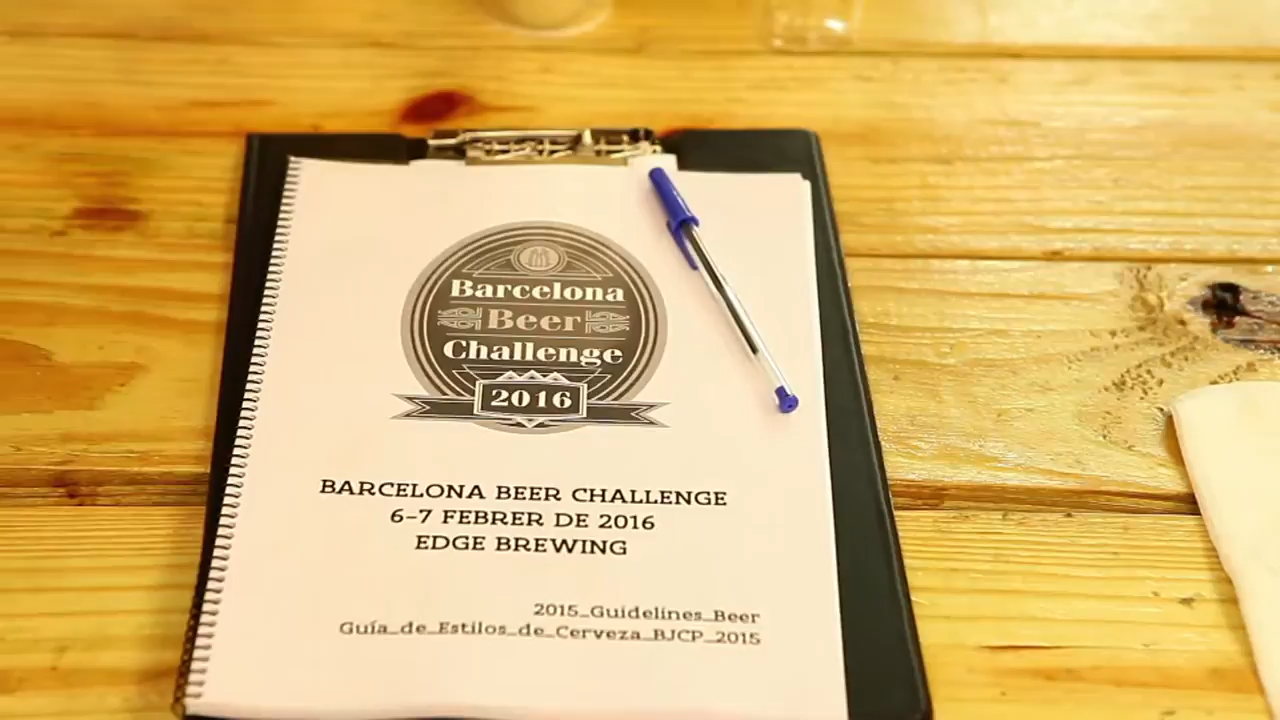 Barcelona
Beer
Challenge
2016
BARCELONA BEER CHALLENGE
6-7 FEBRER DE 2016
EDGE BREWING
2015_Guidelines_Beer
Guía_de_Estilos_de_Cerveza_BJCP_2015